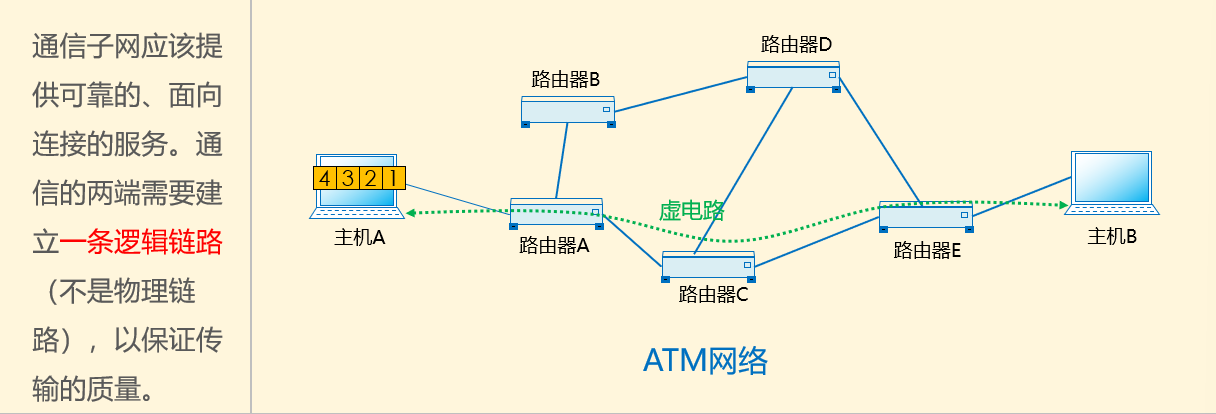 通信子网应该提
供可靠的、面向
连接的服务。通
信的两端需要建
立一条逻辑链路
（不是物理链
路），以保证传
输的质量。
路由器D
路由器B
4 3 2 1
虚电路
主机A
路由器A
路由器E
主机B
路由器C
ATM网络